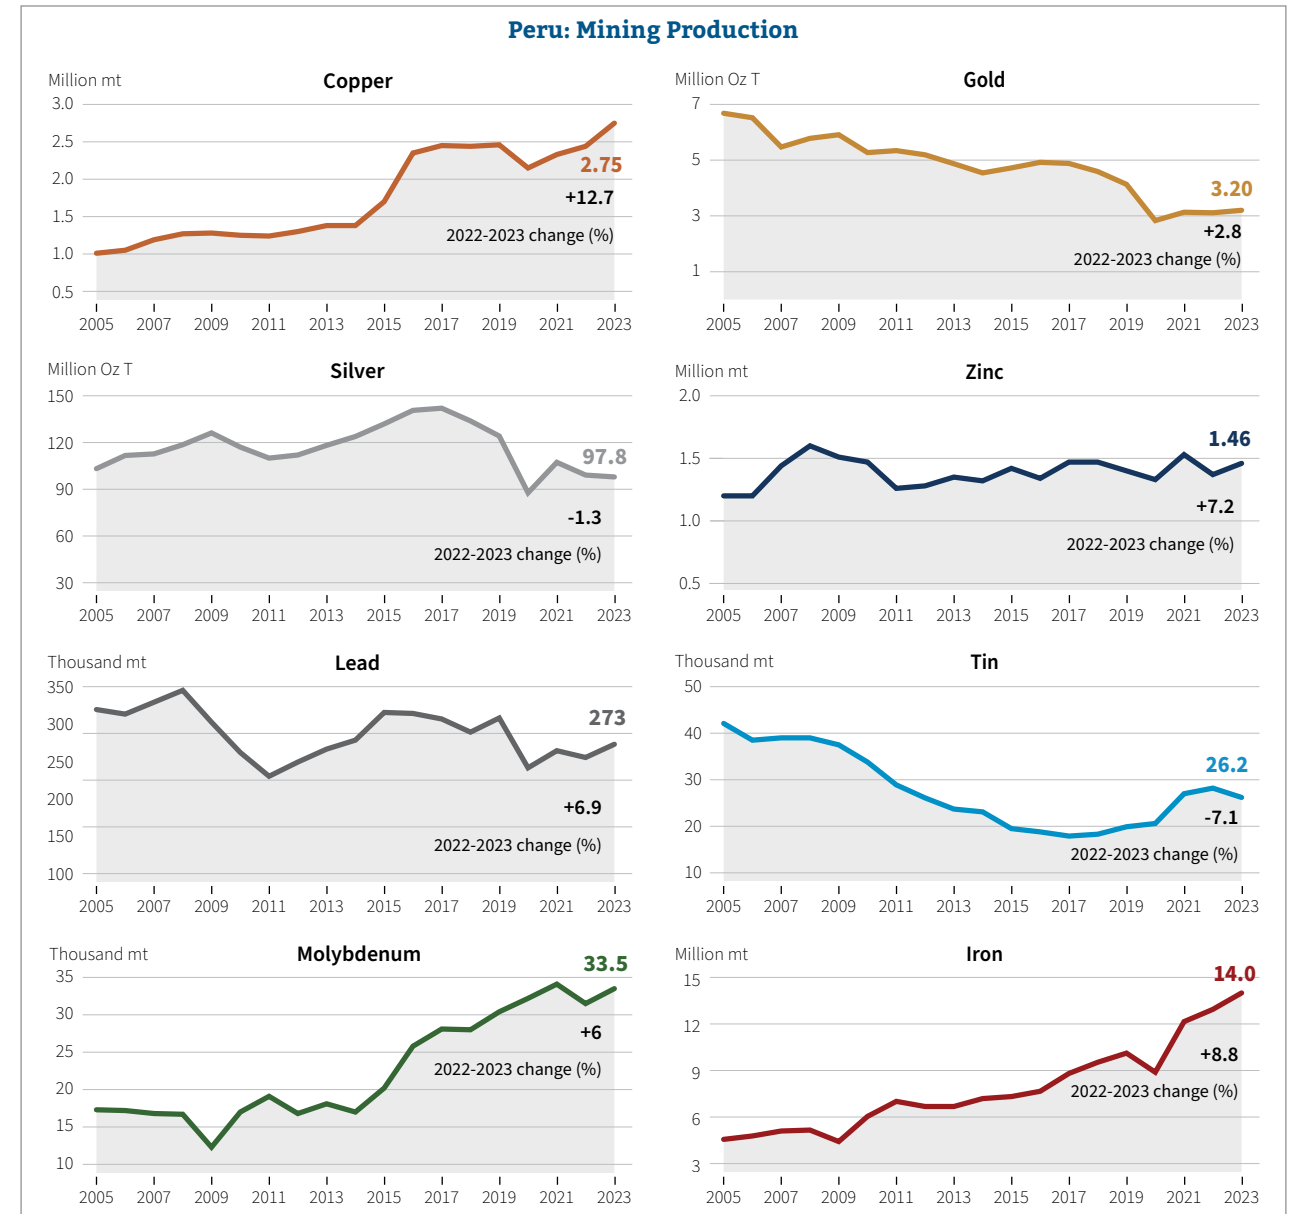 Peru: Mining Production
Million mt
Copper
3.0
2.5
2.0
1.5
1.0
0.5
2.75
+12.7
2022-2023 change (%)
2005 2007 2009 2011 2013 2015 2017 2019 2021 2023
Million Oz T
Gold
7
5
3
1
3.20
+2.8
2022-2023 change (%)
2005 2007 2009 2011 2013 2015 2017 2019 2021 2023
Million Oz T
Silver
150
120
90
60
30
97.8
-1.3
2022-2023 change (%)
2005 2007 2009 2011 2013 2015 2017 2019 2021 2023
Million mt
Zinc
2.0
1.5
1.0
0.5
1.46
+7.2
2022-2023 change (%)
2005 2007 2009 2011 2013 2015 2017 2019 2021 2023
Thousand mt
Lead
350
300
250
200
150
100
273
+6.9
2022-2023 change (%)
2005 2007 2009 2011 2013 2015 2017 2019 2021 2023
Thousand mt
Tin
50
40
30
20
10
26.2
-7.1
2022-2023 change (%)
2005 2007 2009 2011 2013 2015 2017 2019 2021 2023
Thousand mt
Molybdenum
35
30
25
20
15
10
33.5
+6
2022-2023 change (%)
2005 2007 2009 2011 2013 2015 2017 2019 2021 2023
Million mt
Iron
15
12
9
6
3
14.0
+8.8
2022-2023 change (%)
2005 2007 2009 2011 2013 2015 2017 2019 2021 2023